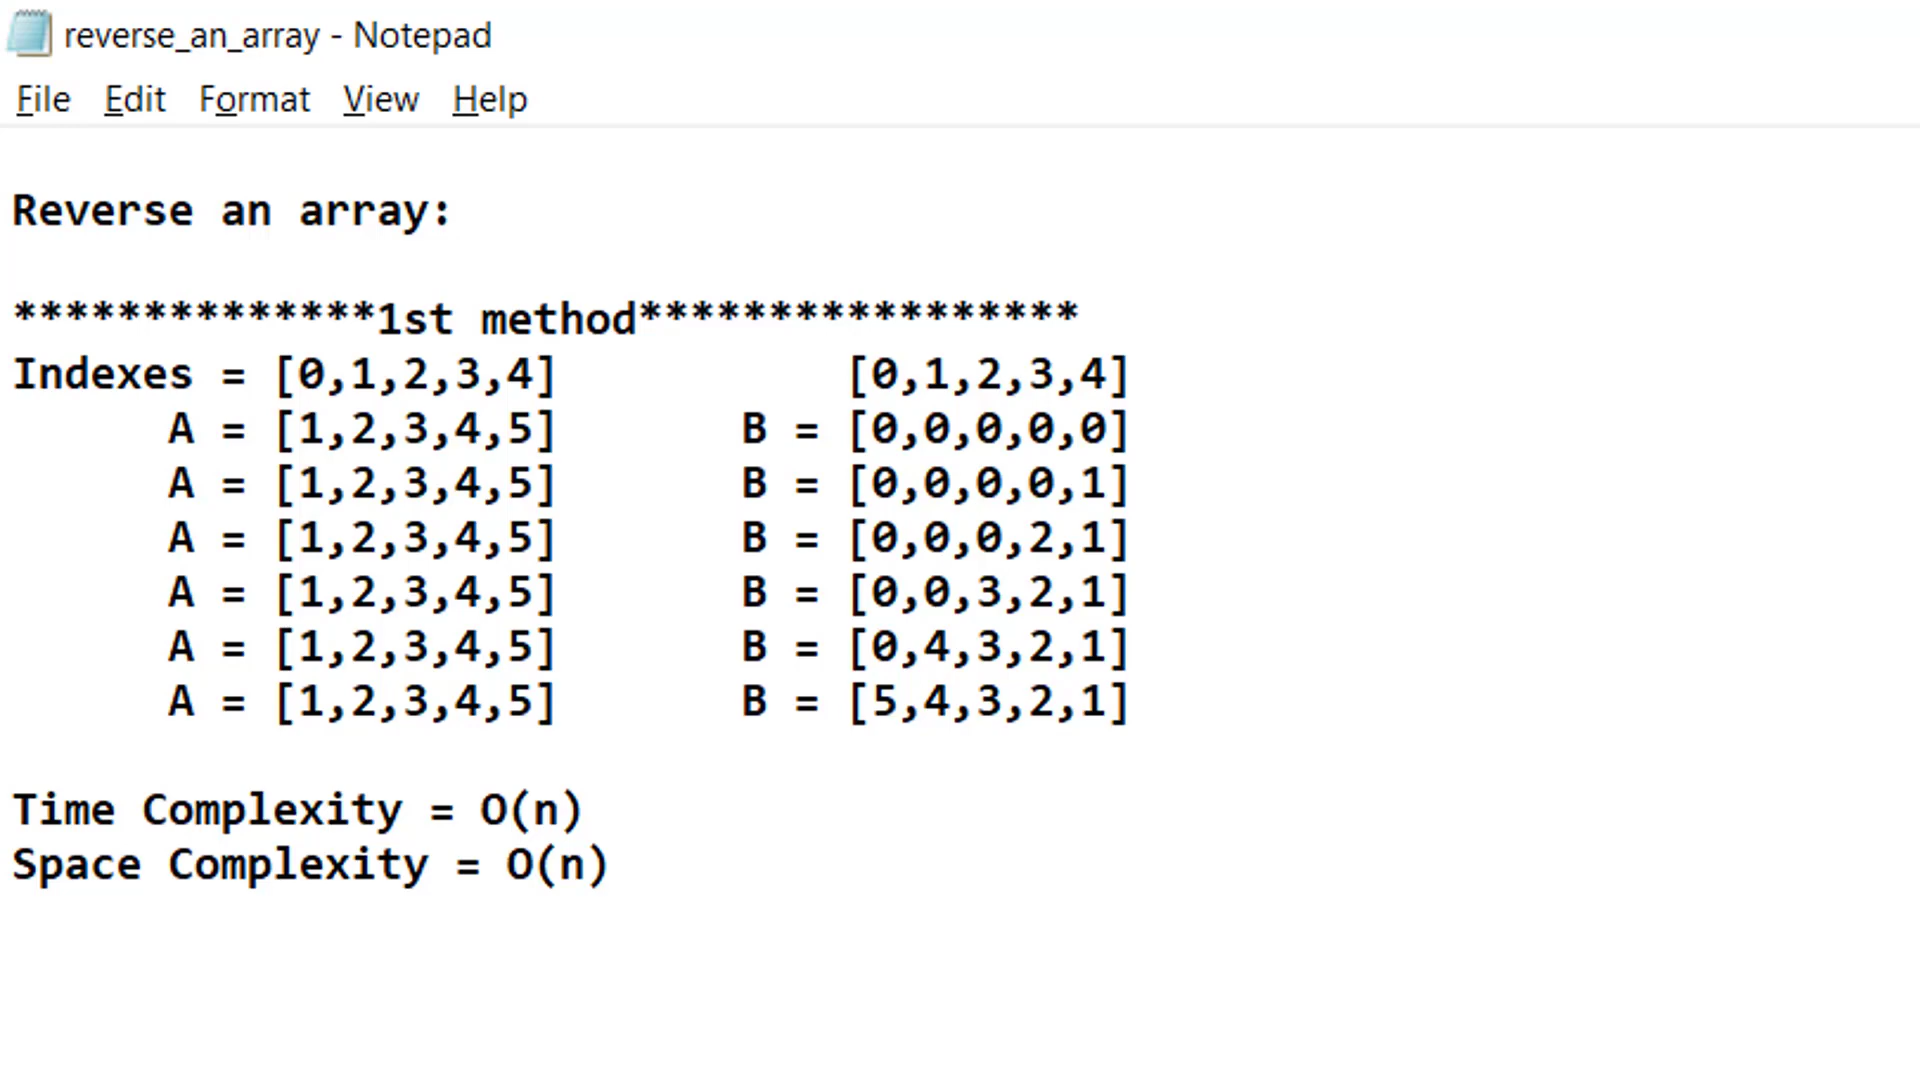 reverse_an_array - Notepad
File Edit Format View Help
Reverse an array:
**************1st method*****************
Indexes = [0,1,2,3,4] [0,1,2,3,4]
A = [1,2,3,4,5] B = [0,0,0,0,0]
A = [1,2,3,4,5] B = [0,0,0,0,1]
A = [1,2,3,4,5] B = [0,0,0,2,1]
A = [1,2,3,4,5] B = [0,0,3,2,1]
A = [1,2,3,4,5] B = [0,4,3,2,1]
A = [1,2,3,4,5] B = [5,4,3,2,1]
Time Complexity = O(n)
Space Complexity = O(n)